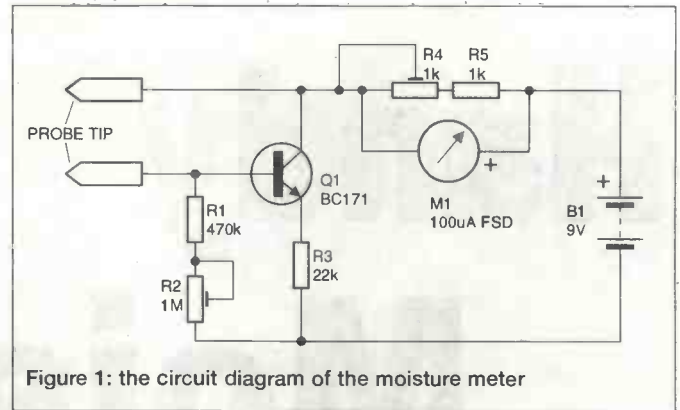 R4
1k
R5
1k
PROBE TIP
Q1
BC171
+
M1
100uA FSD
+
B1
9V
R1
470k
R3
22k
R2
1M
Figure 1: the circuit diagram of the moisture meter